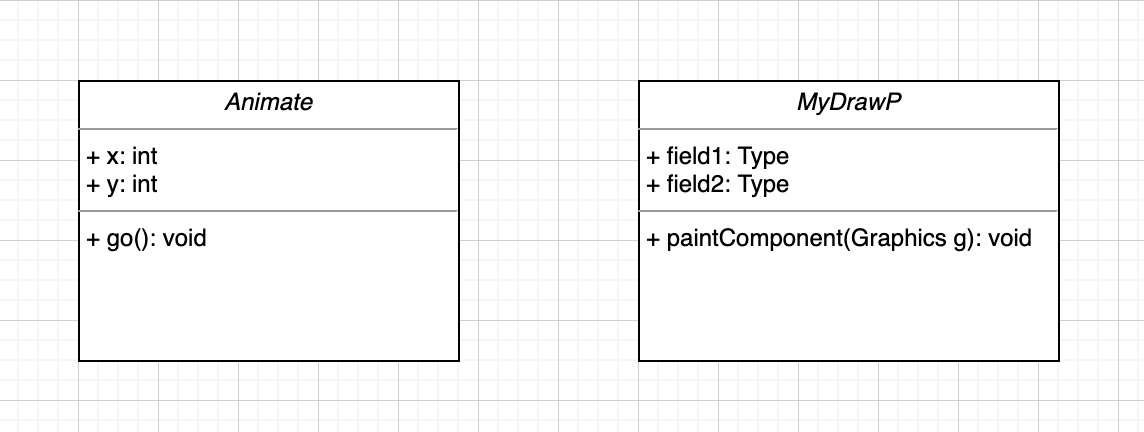 Animate
+ x: int
+ y: int
+ go(): void
MyDrawP
+ field1: Type
+ field2: Type
+ paintComponent(Graphics g): void